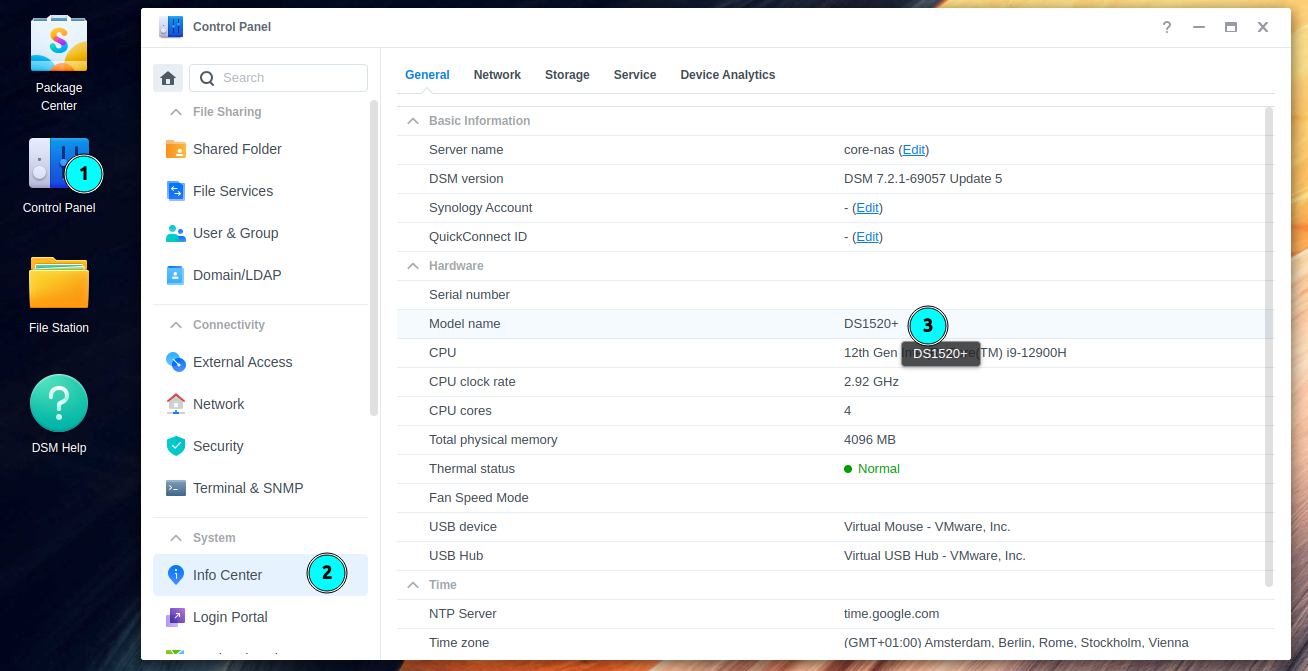 Control Panel
Package
Center
Control Panel
File Station
DSM Help
1
Search
File Sharing
Shared Folder
File Services
User & Group
Domain/LDAP
Connectivity
External Access
Network
Security
Terminal & SNMP
System
Info Center
2
Login Portal
General Network Storage Service Device Analytics
Basic Information
Server name core-nas (Edit)
DSM version DSM 7.2.1-69057 Update 5
Synology Account - (Edit)
QuickConnect ID - (Edit)
Hardware
Serial number
Model name DS1520+ 3
CPU 12th Gen (TM) i9-12900H
DS1520+
CPU clock rate 2.92 GHz
CPU cores 4
Total physical memory 4096 MB
Thermal status Normal
Fan Speed Mode
USB device Virtual Mouse - VMware, Inc.
USB Hub Virtual USB Hub - VMware, Inc.
Time
NTP Server time.google.com
Time zone (GMT+01:00) Amsterdam, Berlin, Rome, Stockholm, Vienna